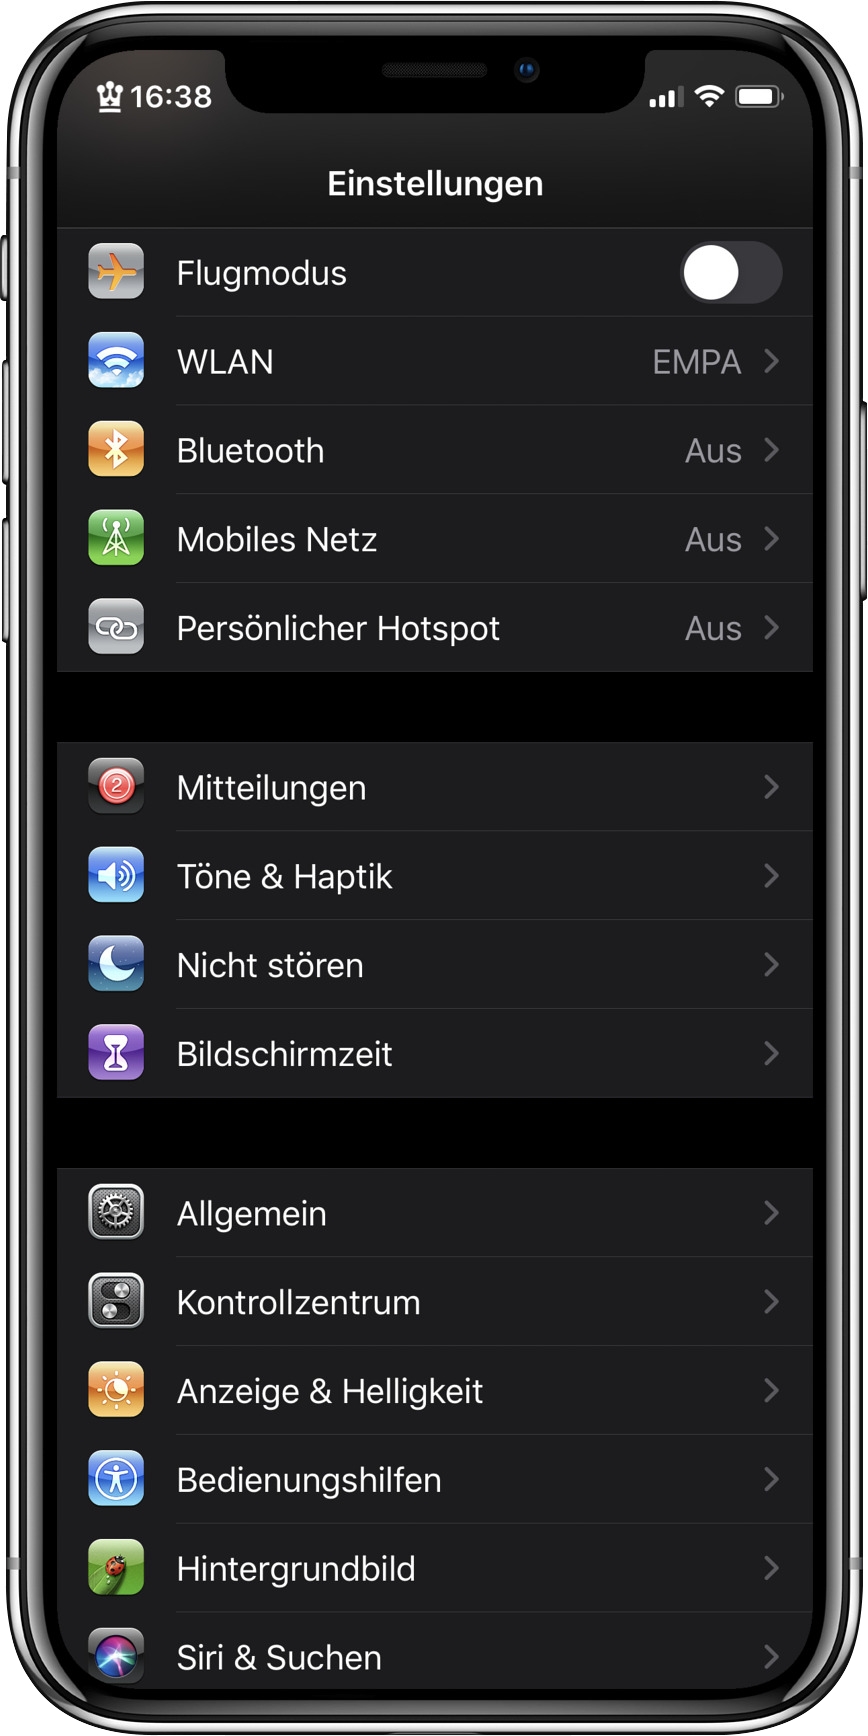 16:38
Einstellungen
Flugmodus
WLAN EMPA
Bluetooth Aus
Mobiles Netz Aus
Persönlicher Hotspot Aus
2 Mitteilungen
Töne & Haptik
Nicht stören
Bildschirmzeit
Allgemein
Kontrollzentrum
Anzeige & Helligkeit
Bedienungshilfen
Hintergrundbild
Siri & Suchen